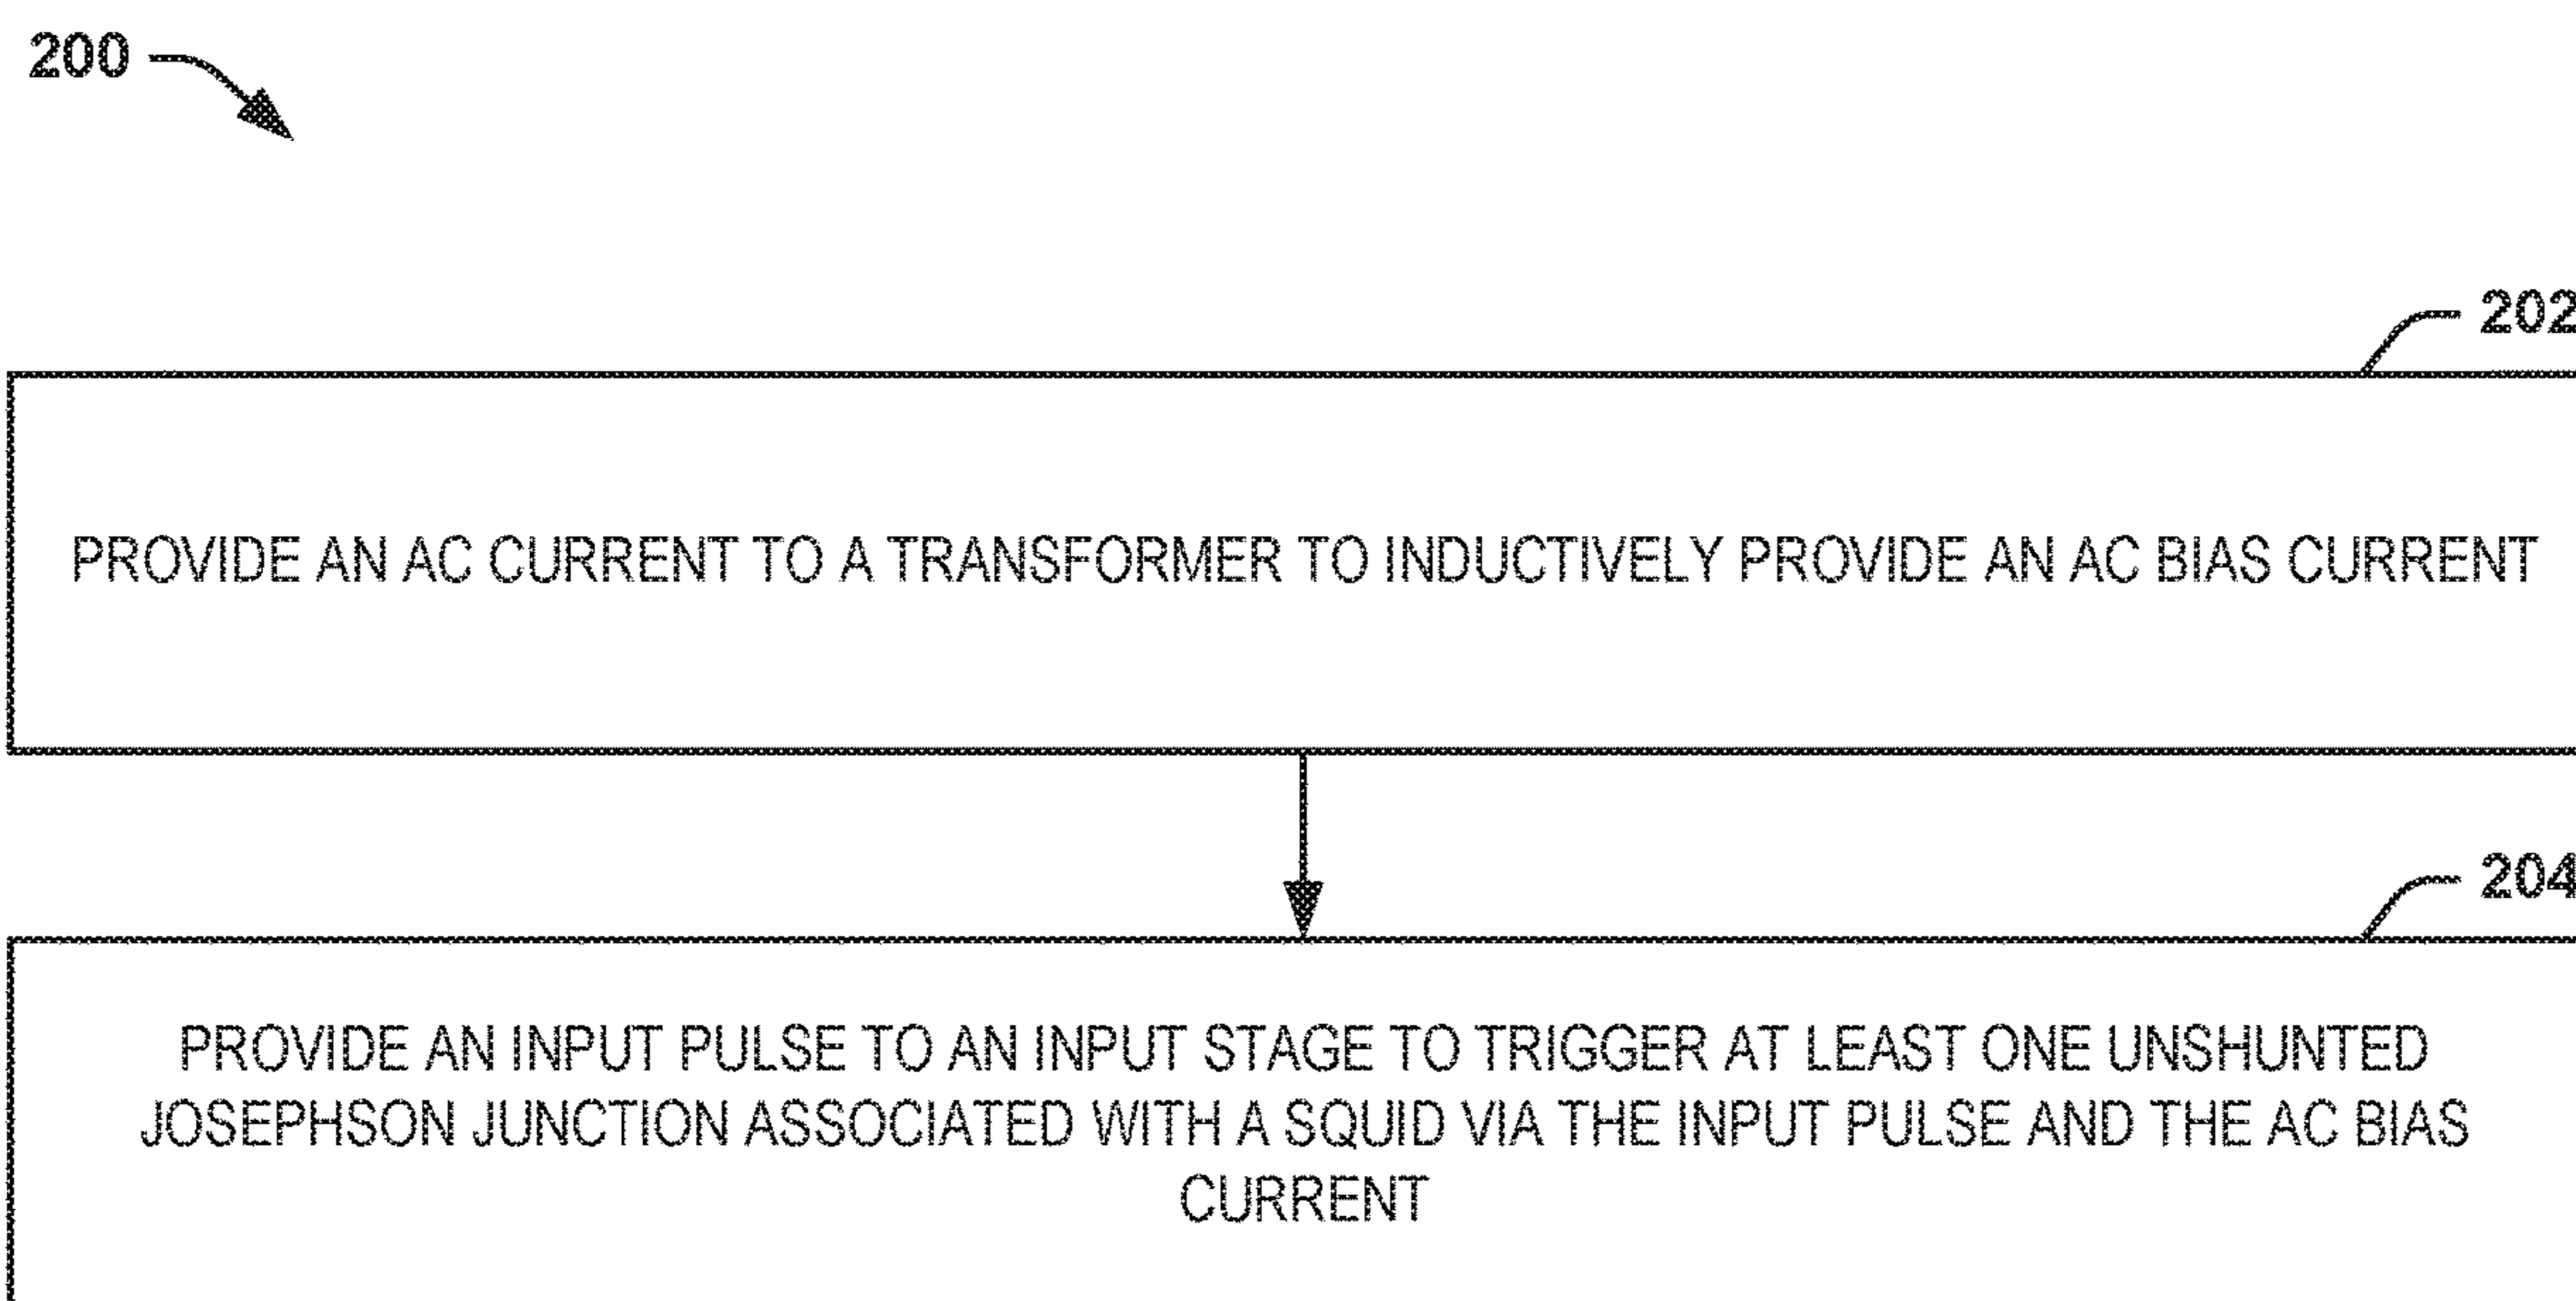 200
202
PROVIDE AN AC CURRENT TO A TRANSFORMER TO INDUCTIVELY PROVIDE AN AC BIAS CURRENT
204
PROVIDE AN INPUT PULSE TO AN INPUT STAGE TO TRIGGER AT LEAST ONE UNSHUNTED
JOSEPHSON JUNCTION ASSOCIATED WITH A SQUID VIA THE INPUT PULSE AND THE AC BIAS
CURRENT